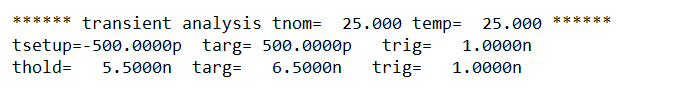 ****** transient analysis tnom=  25.000 temp=  25.000 ******
tsetup=-500.0000p  targ= 500.0000p   trig=   1.0000n
thold=   5.5000n  targ=   6.5000n   trig=   1.0000n